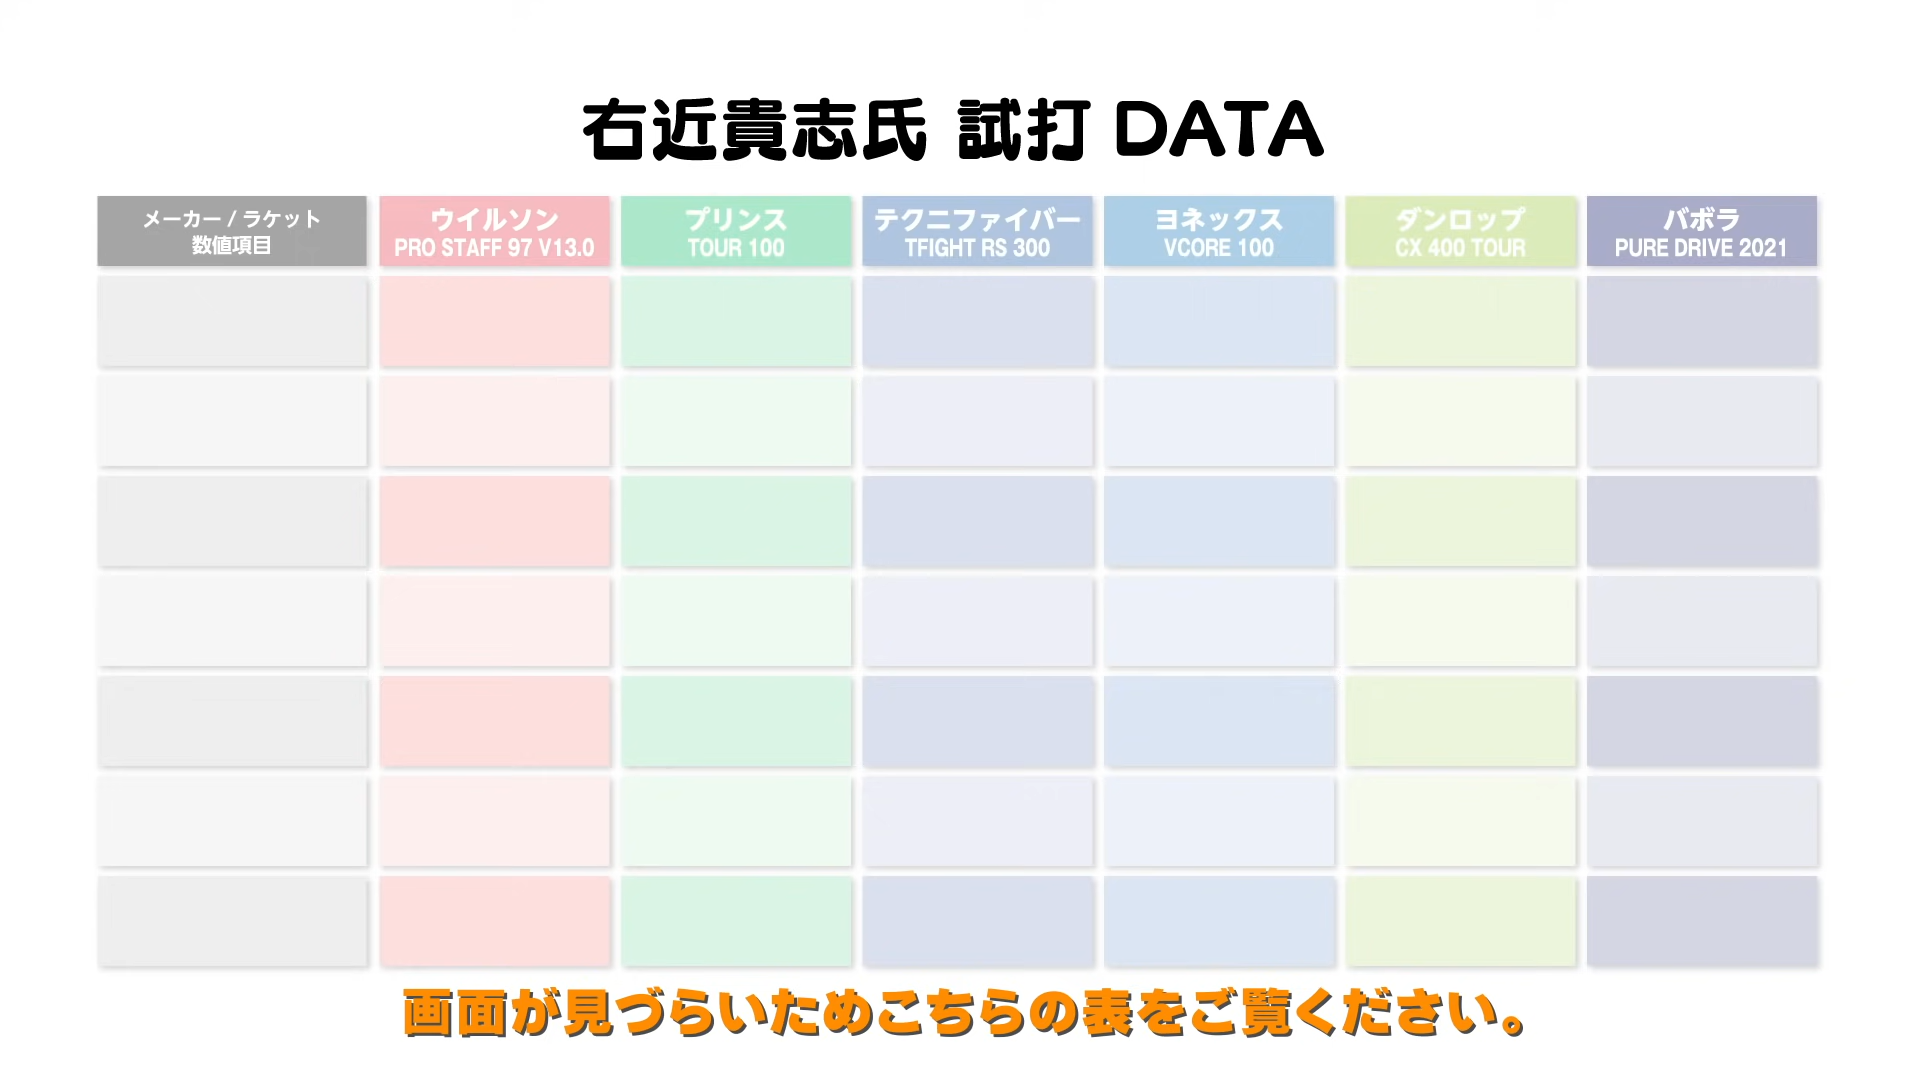 右近貴志氏 試打 DATA
メーカー / ラケット
数値項目
ウイルソン
PRO STAFF 97 V13.0
プリンス
TOUR 100
テクニファイバー
TFIGHT RS 300
ヨネックス
VCORE 100
ダンロップ
CX 400 TOUR
バボラ
PURE DRIVE 2021
画面が見づらいためこちらの表をご覧ください。